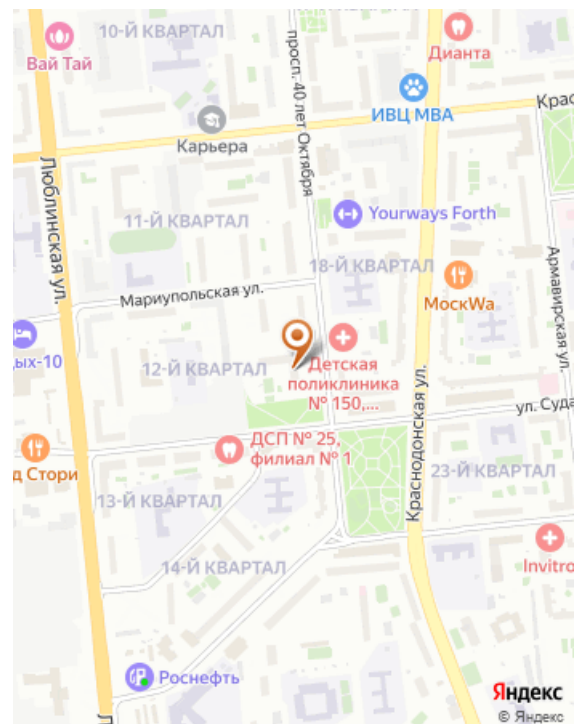 10-Й КВАРТАЛ
Вай Тай
просп. 40 лет Октября
Дианта
ИВЦ МВА
Крас
Карьера
Люблинская ул.
11-Й КВАРТАЛ
Yourways Forth
18-Й КВАРТАЛ
Мариупольская ул.
МоскWa
Армавирская ул.
ых-10
12-Й КВАРТАЛ
Детская
поликлиника
№ 150,...
Краснодонская ул.
ул. Суда
ДСП № 25,
филиал № 1
д Стори
23-Й КВАРТАЛ
13-Й КВАРТАЛ
14-Й КВАРТАЛ
Invitro
Роснефть
Л
Яндекс
© Яндекс